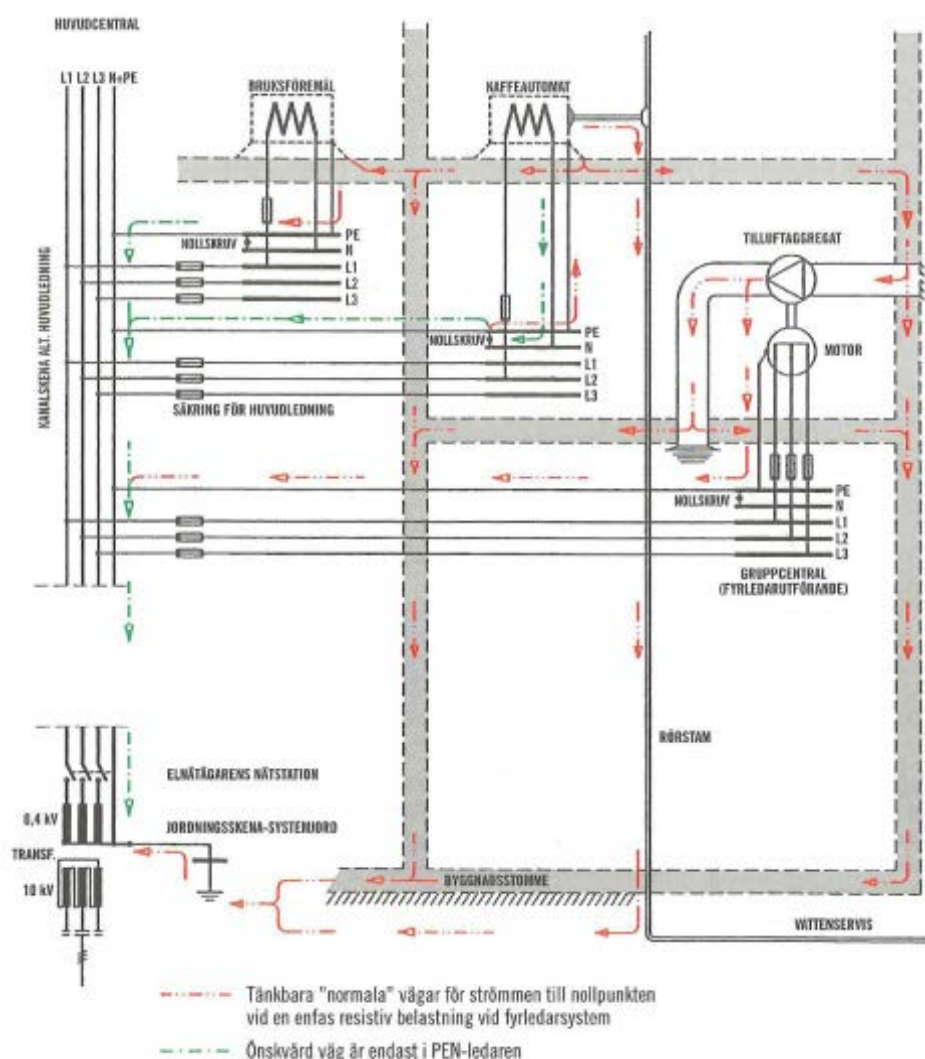 HUVUDCENTRAL
L1 L2 L3 N+PE
BRUKSFÖREMÅL
KAFFEAUTOMAT
TILLUFTAGGREGAT
PE
NOLLSKRUV
N
L1
L2
L3
KANALSKENA ALT. HUVUDLEDNING
PE
NOLLSKRUV
N
L1
L2
L3
MOTOR
SÄKRING FÖR HUVUDLEDNING
PE
NOLLSKRUV
N
L1
L2
L3
GRUPPCENTRAL
(FYRLEDARUTFÖRANDE)
RÖRSTAM
ELNÄTÄGARENS NÄTSTATION
0,4 kV
JORDNINGSSKENA-SYSTEMJORD
TRANSF.
10 kV
BYGGNADSSTOMME
VATTENSERVIS
Tänkbara "normala" vägar för strömmen till nollpunkten
vid en enfas resistiv belastning vid fyrledarsystem
Önskvärd väg är endast i PEN-ledaren